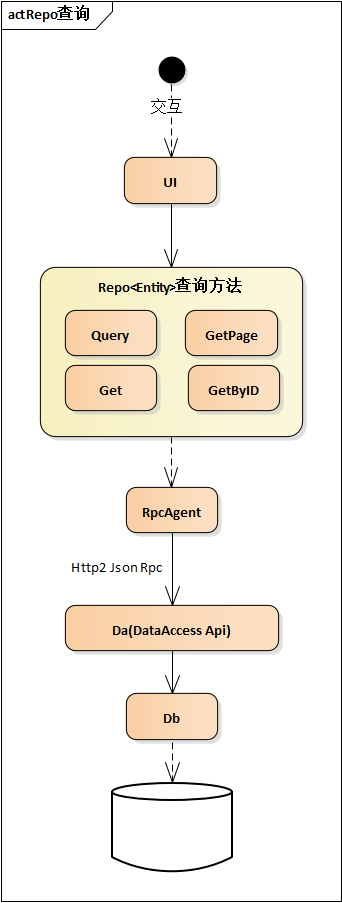 actRepo查询
交互
UI
Repo<Entity>查询方法
Query
GetPage
Get
GetByID
RpcAgent
Http2 Json Rpc
Da(DataAccess Api)
Db